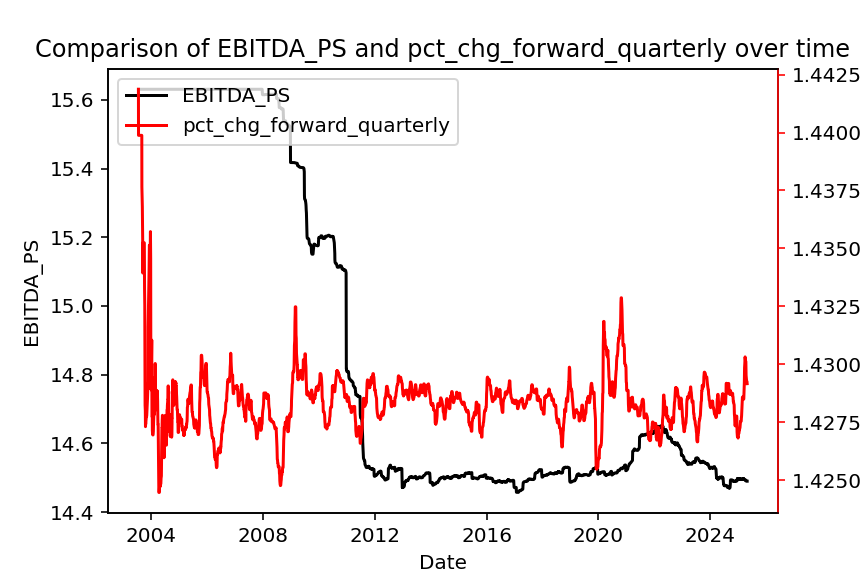 Comparison of EBITDA_PS and pct_chg_forward_quarterly over time
EBITDA_PS
pct_chg_forward_quarterly
15.6
15.4
15.2
15.0
14.8
14.6
14.4
EBITDA_PS
1.4425
1.4400
1.4375
1.4350
1.4325
1.4300
1.4275
1.4250
2004 2008 2012 2016 2020 2024
Date